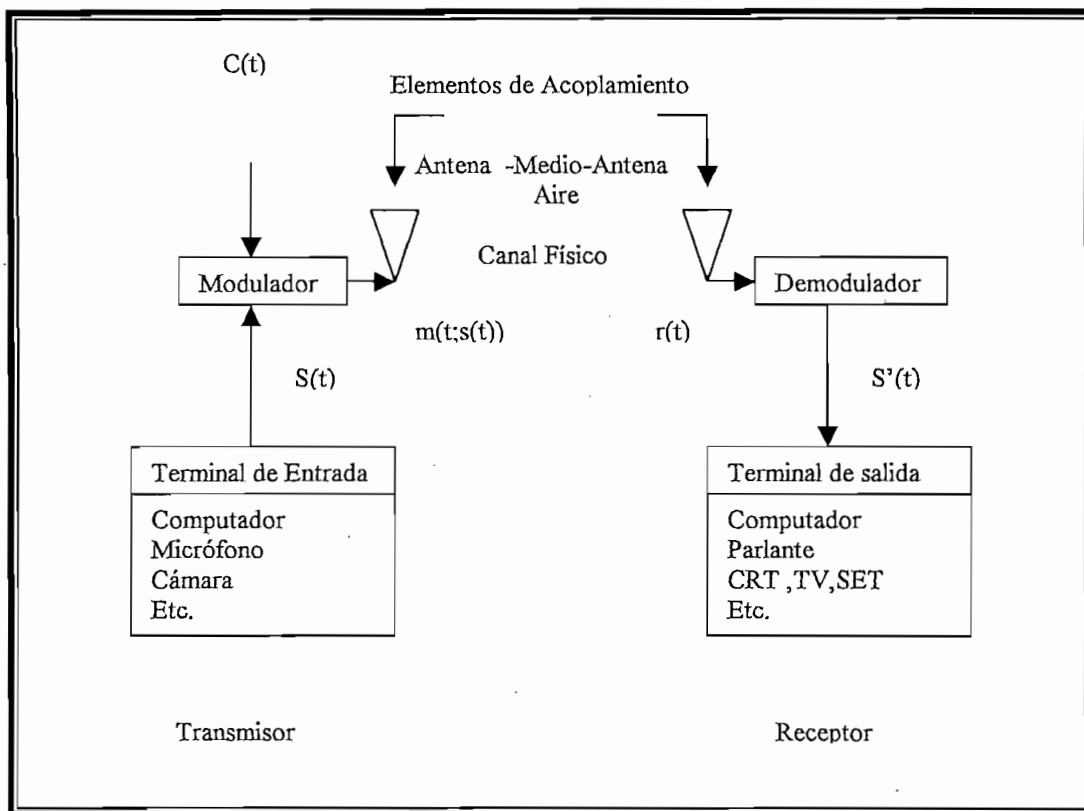 C(t)
Elementos de Acoplamiento
Antena -Medio-Antena
Aire
Canal Físico
Modulador
Demodulador
m(t;s(t))
r(t)
S(t)
S’(t)
Terminal de Entrada
Computador
Micrófono
Cámara
Etc.
Terminal de salida
Computador
Parlante
CRT ,TV,SET
Etc.
Transmisor
Receptor